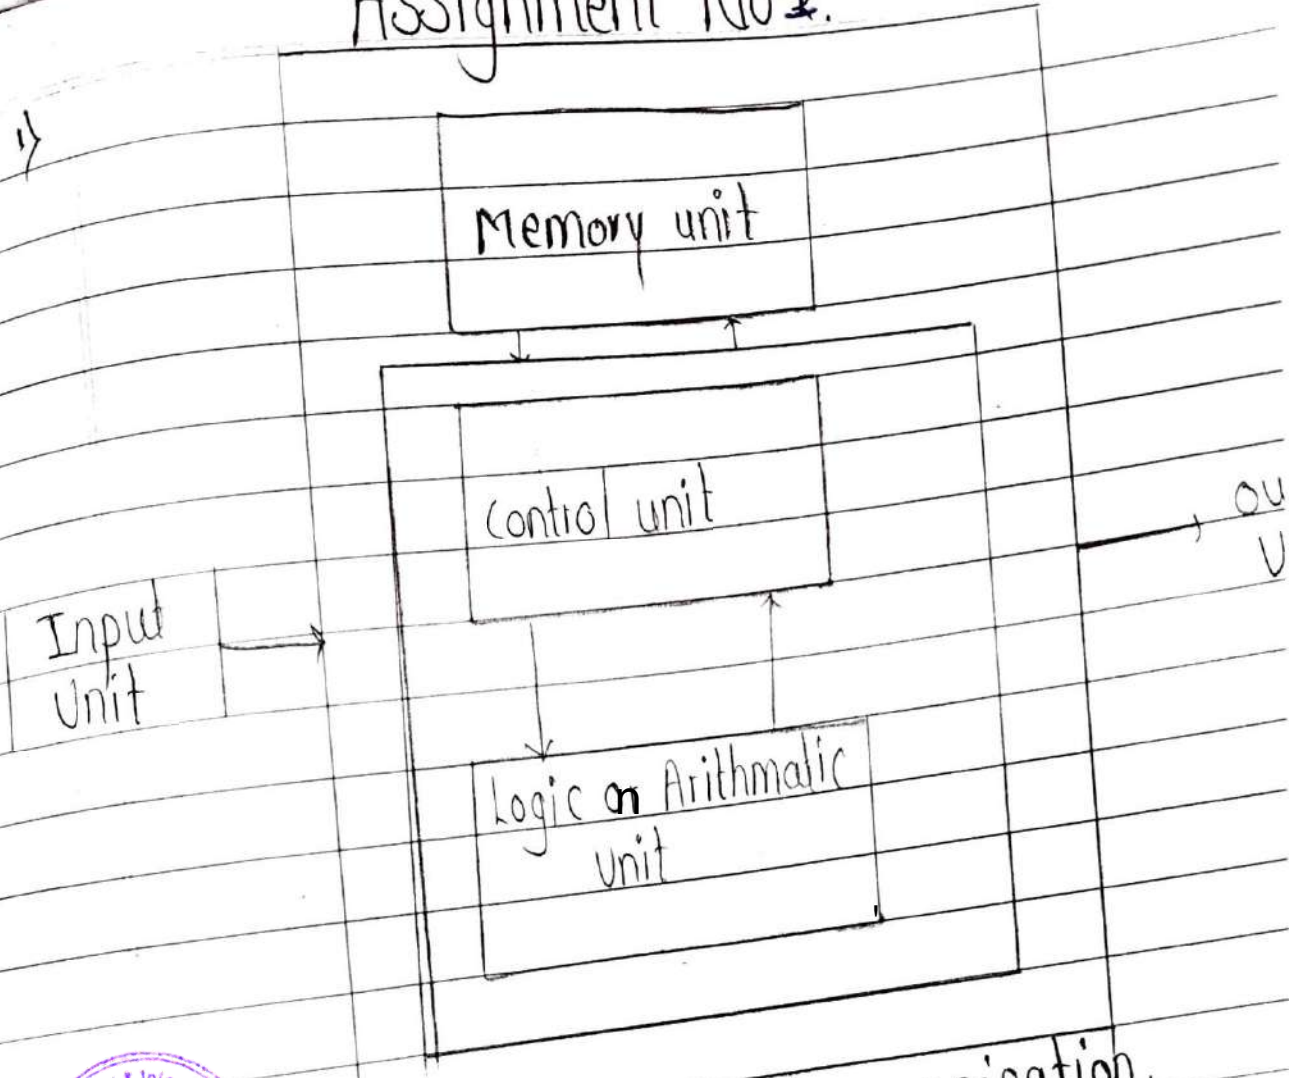 Assignment No
1)
Memory unit
Control unit
Input
Unit
Logic on Arithmatic
unit